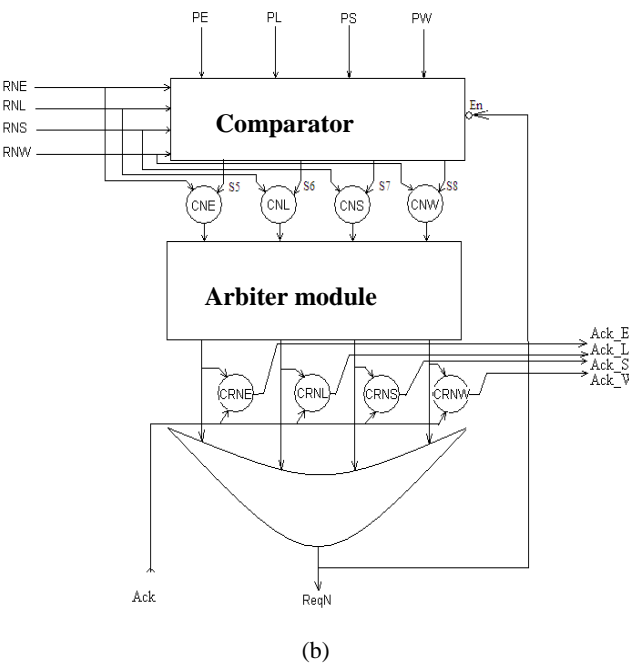 PE PL PS PW
RNE
RNL
RNS
RNW
En
Comparator
S5 S6 S7 S8
CNE CNL CNS CNW
Arbiter module
Ack_E
Ack_L
Ack_S
CRNE CRNL CRNS CRNW
Ack
ReqN
(b)